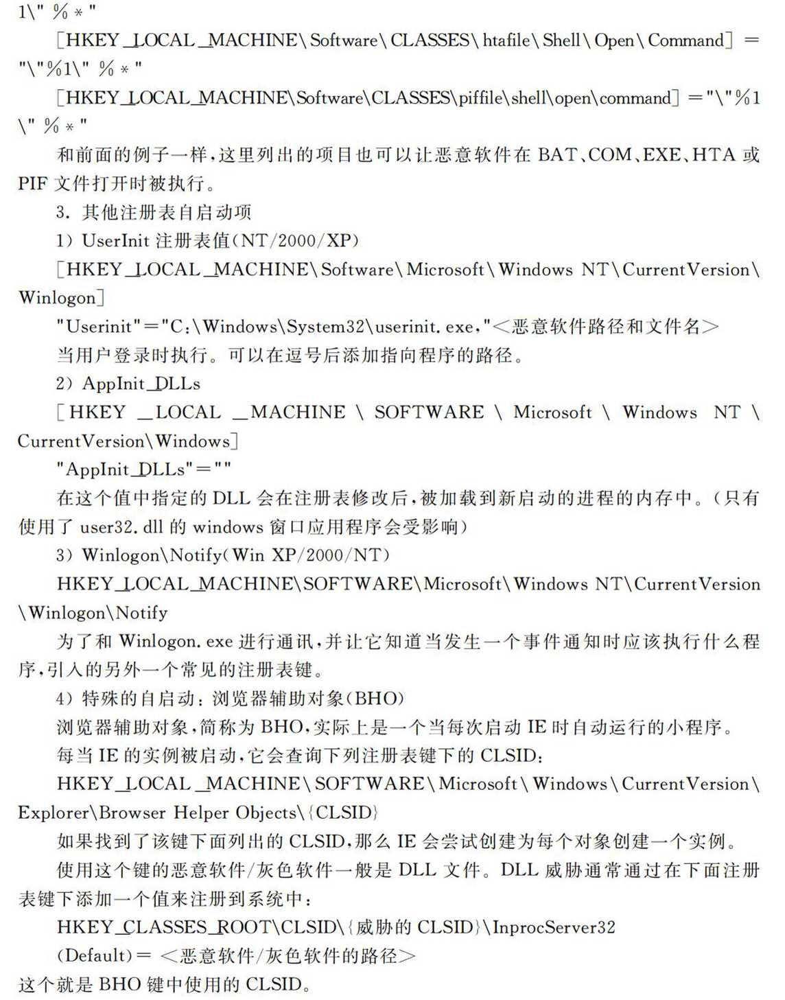 1\" % * "
[HKEY_LOCAL_MACHINE\Software\CLASSES\htafile\Shell\Open\Command] =
"\"%1\" % * "
[HKEY_LOCAL_MACHINE\Software\CLASSES\piffile\shell\open\command] ="\"%1
\" % * "
和前面的例子一样,这里列出的项目也可以让恶意软件在 BAT、COM、EXE、HTA 或
PIF 文件打开时被执行。
3. 其他注册表自启动项
1) UserInit 注册表值(NT/2000/XP)
[HKEY_LOCAL_MACHINE\Software\Microsoft\Windows NT\CurrentVersion\
Winlogon]
"Userinit"="C:\Windows\System32\userinit.exe,"<恶意软件路径和文件名>
当用户登录时执行。可以在逗号后添加指向程序的路径。
2) AppInit_DLLs
[HKEY _LOCAL _MACHINE \ SOFTWARE \ Microsoft \ Windows NT \
CurrentVersion\Windows]
"AppInit_DLLs"=""
在这个值中指定的 DLL 会在注册表修改后,被加载到新启动的进程的内存中。(只有
使用了 user32.dll 的 windows 窗口应用程序会受影响)
3) Winlogon\Notify(Win XP/2000/NT)
HKEY_LOCAL_MACHINE\SOFTWARE\Microsoft\Windows NT\CurrentVersion
\Winlogon\Notify
为了和 Winlogon.exe 进行通讯,并让它知道当发生一个事件通知时应该执行什么程
序,引入的另外一个常见的注册表键。
4) 特殊的自启动: 浏览器辅助对象(BHO)
浏览器辅助对象,简称为 BHO,实际上是一个当每次启动 IE 时自动运行的小程序。
每当 IE 的实例被启动,它会查询下列注册表键下的 CLSID:
HKEY_LOCAL_MACHINE\SOFTWARE\Microsoft\Windows\CurrentVersion\
Explorer\Browser Helper Objects\{CLSID}
如果找到了该键下面列出的 CLSID,那么 IE 会尝试创建为每个对象创建一个实例。
使用这个键的恶意软件/灰色软件一般是 DLL 文件。DLL 威胁通常通过在下面注册
表键下添加一个值来注册到系统中:
HKEY_CLASSES_ROOT\CLSID\{威胁的 CLSID}\InprocServer32
(Default)= <恶意软件/灰色软件的路径>
这个就是 BHO 键中使用的 CLSID。